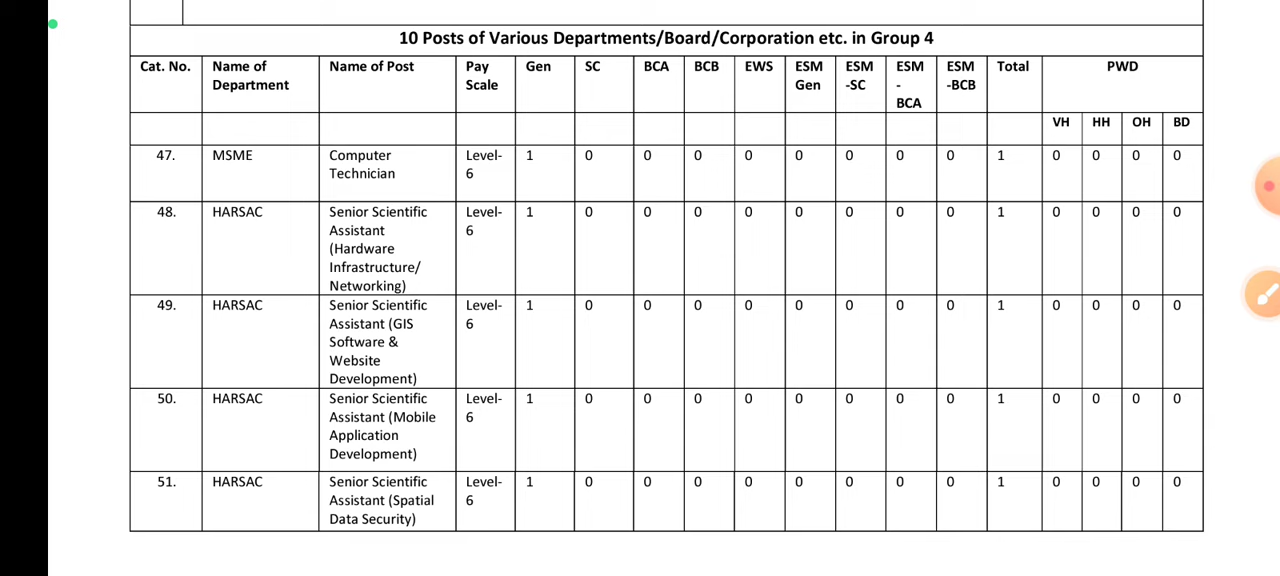 10 Posts of Various Departments/Board/Corporation etc. in Group 4
Cat. No. Name of Department Name of Post Pay Scale Gen SC BCA BCB EWS ESM Gen ESM -SC ESM - BCA ESM -BCB Total PWD
VH HH OH BD
47. MSME Computer Technician Level-6 1 0 0 0 0 0 0 0 0 1 0 0 0 0
48. HARSAC Senior Scientific Assistant (Hardware Infrastructure/ Networking) Level-6 1 0 0 0 0 0 0 0 0 1 0 0 0 0
49. HARSAC Senior Scientific Assistant (GIS Software & Website Development) Level-6 1 0 0 0 0 0 0 0 0 1 0 0 0 0
50. HARSAC Senior Scientific Assistant (Mobile Application Development) Level-6 1 0 0 0 0 0 0 0 0 1 0 0 0 0
51. HARSAC Senior Scientific Assistant (Spatial Data Security) Level-6 1 0 0 0 0 0 0 0 0 1 0 0 0 0